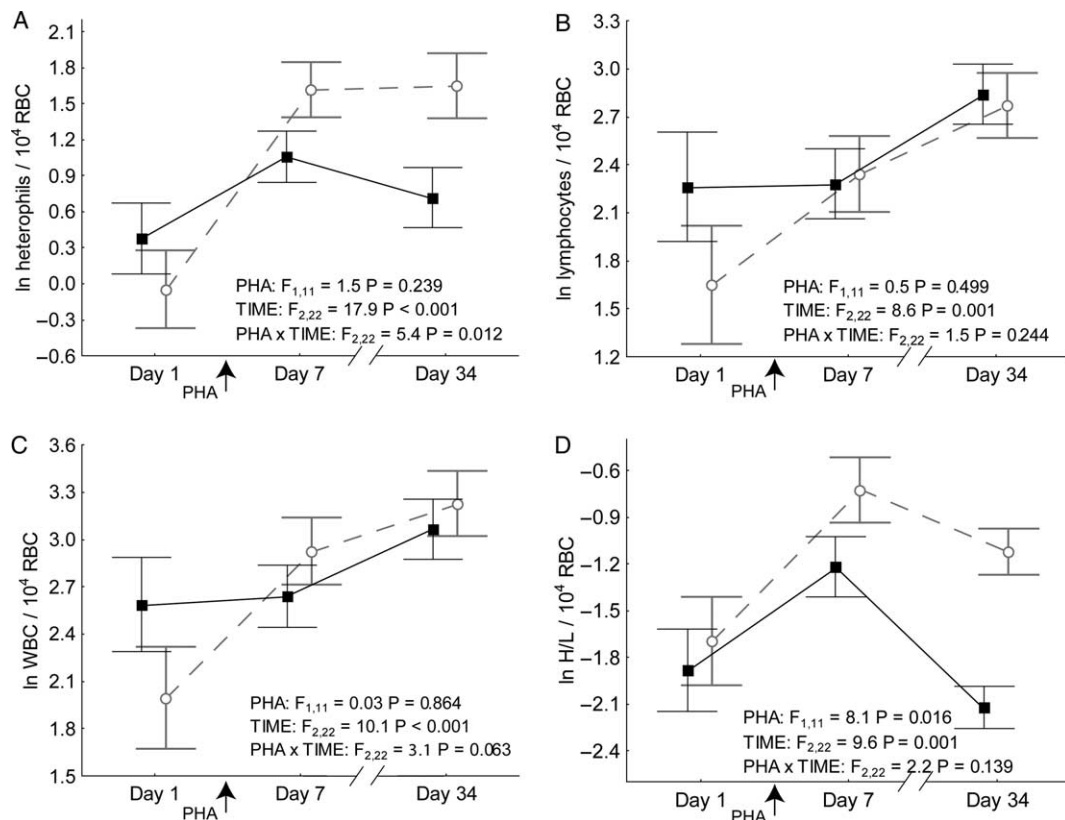 A
ln heterophils / 10⁴ RBC
2.1
1.8
1.5
1.2
0.9
0.6
0.3
0.0
–0.3
–0.6
PHA: F1,11 = 1.5 P = 0.239
TIME: F2,22 = 17.9 P < 0.001
PHA x TIME: F2,22 = 5.4 P = 0.012
Day 1
PHA
Day 7
Day 34
B
ln lymphocytes / 10⁴ RBC
3.3
3.0
2.7
2.4
2.1
1.8
1.5
1.2
PHA: F1,11 = 0.5 P = 0.499
TIME: F2,22 = 8.6 P = 0.001
PHA x TIME: F2,22 = 1.5 P = 0.244
Day 1
PHA
Day 7
Day 34
C
ln WBC / 10⁴ RBC
3.6
3.3
3.0
2.7
2.4
2.1
1.8
1.5
PHA: F1,11 = 0.03 P = 0.864
TIME: F2,22 = 10.1 P < 0.001
PHA x TIME: F2,22 = 3.1 P = 0.063
Day 1
PHA
Day 7
Day 34
D
ln H/L / 10⁴ RBC
–0.6
–0.9
–1.2
–1.5
–1.8
–2.1
–2.4
PHA: F1,11 = 8.1 P = 0.016
TIME: F2,22 = 9.6 P = 0.001
PHA x TIME: F2,22 = 2.2 P = 0.139
Day 1
PHA
Day 7
Day 34